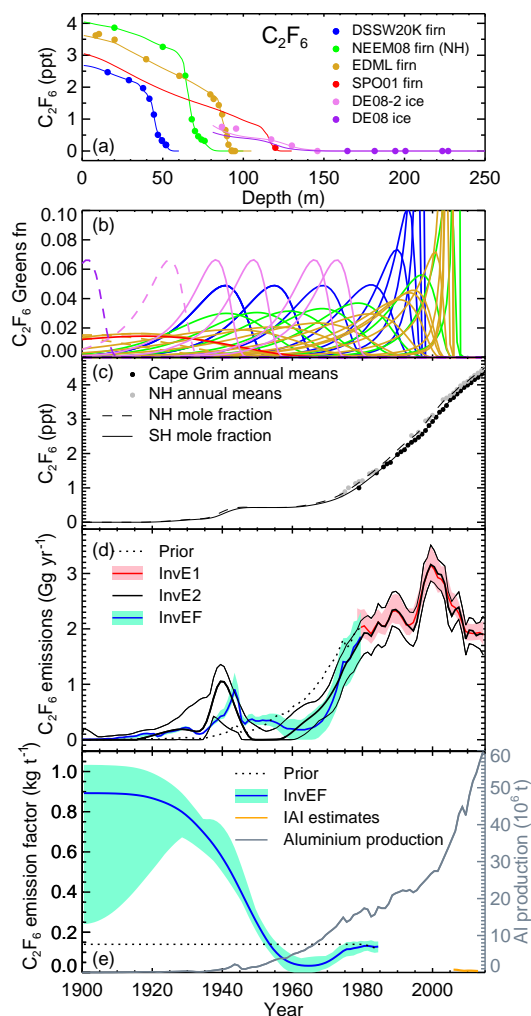 C₂F₆
DSSW20K firn
NEEM08 firn (NH)
EDML firn
SPO01 firn
DE08-2 ice
DE08 ice
C₂F₆ (ppt)
4
3
2
1
0
(a)
0 50 100 150 200 250
Depth (m)
(b)
C₂F₆ Greens fn
0.10
0.08
0.06
0.04
0.02
0.00
(c)
Cape Grim annual means
NH annual means
NH mole fraction
SH mole fraction
C₂F₆ (ppt)
4
3
2
1
0
(d)
Prior
InvE1
InvE2
InvEF
C₂F₆ emissions (Gg yr⁻¹)
3
2
1
0
Prior
InvEF
IAI estimates
Aluminium production
C₂F₆ emission factor (kg t⁻¹)
1.0
0.8
0.6
0.4
0.2
0.0
(e)
60
50
40
30
20
10
0
Al production (10⁶ t)
1900 1920 1940 1960 1980 2000
Year